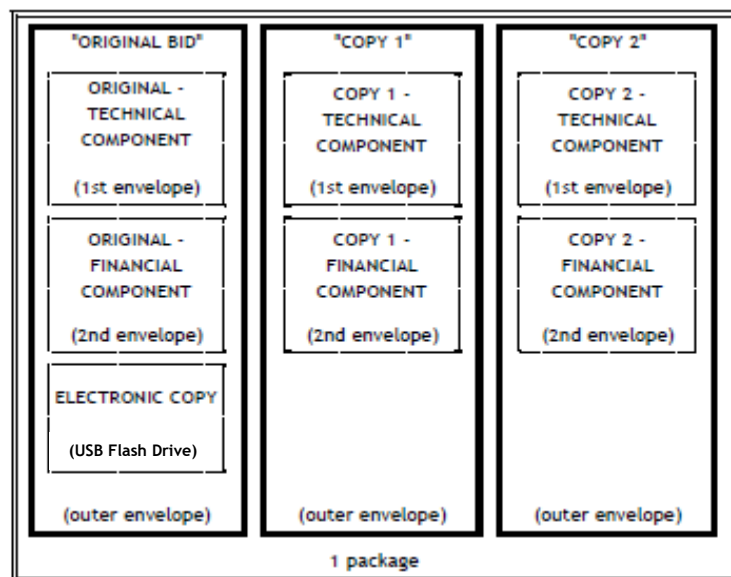 "ORIGINAL BID"
ORIGINAL -
TECHNICAL
COMPONENT
(1st envelope)
ORIGINAL -
FINANCIAL
COMPONENT
(2nd envelope)
ELECTRONIC COPY
(USB Flash Drive)
(outer envelope)
"COPY 1"
COPY 1 -
TECHNICAL
COMPONENT
(1st envelope)
COPY 1 -
FINANCIAL
COMPONENT
(2nd envelope)
(outer envelope)
"COPY 2"
COPY 2 -
TECHNICAL
COMPONENT
(1st envelope)
COPY 2 -
FINANCIAL
COMPONENT
(2nd envelope)
(outer envelope)
1 package